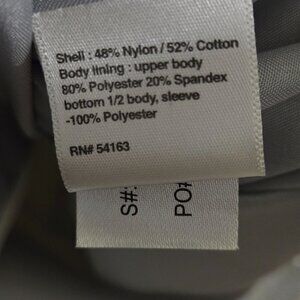 Shell : 48% Nylon / 52% Cotton
Body lining : upper body
80% Polyester 20% Spandex
bottom 1/2 body, sleeve
-100% Polyester
RN# 54163
S#:
PO#